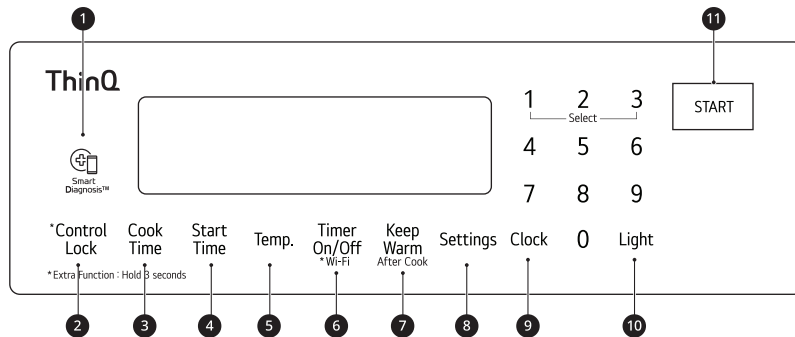 1
11
ThinQ
1 2 3
Select
START
4 5 6
Smart
Diagnosis™
7 8 9
*Control
Lock
Cook
Time
Start
Time
Temp.
Timer
On/Off
*Wi-Fi
Keep
Warm
After Cook
Settings
Clock
0
Light
*Extra Function : Hold 3 seconds
2 3 4 5 6 7 8 9 10